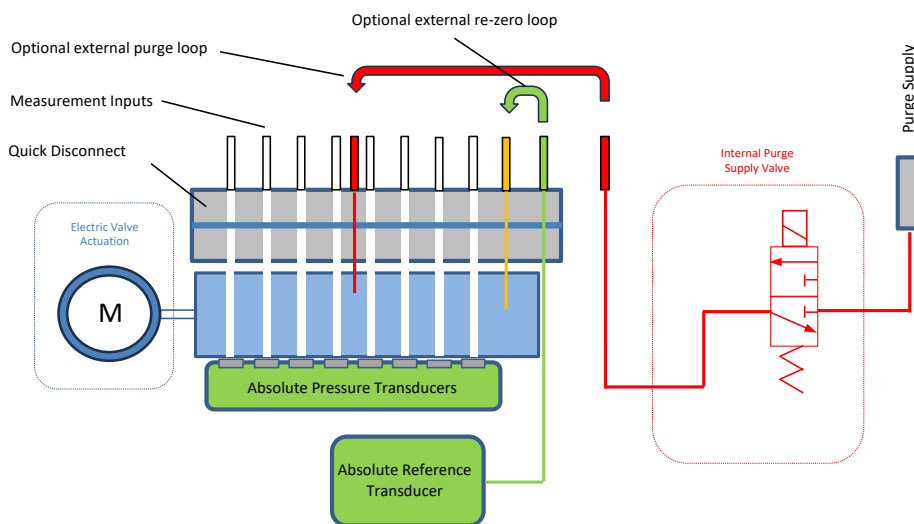 Optional external re-zero loop
Optional external purge loop
Measurement Inputs
Quick Disconnect
Purge Supply
Internal Purge
Supply Valve
Electric Valve
Actuation
M
Absolute Pressure Transducers
Absolute Reference
Transducer